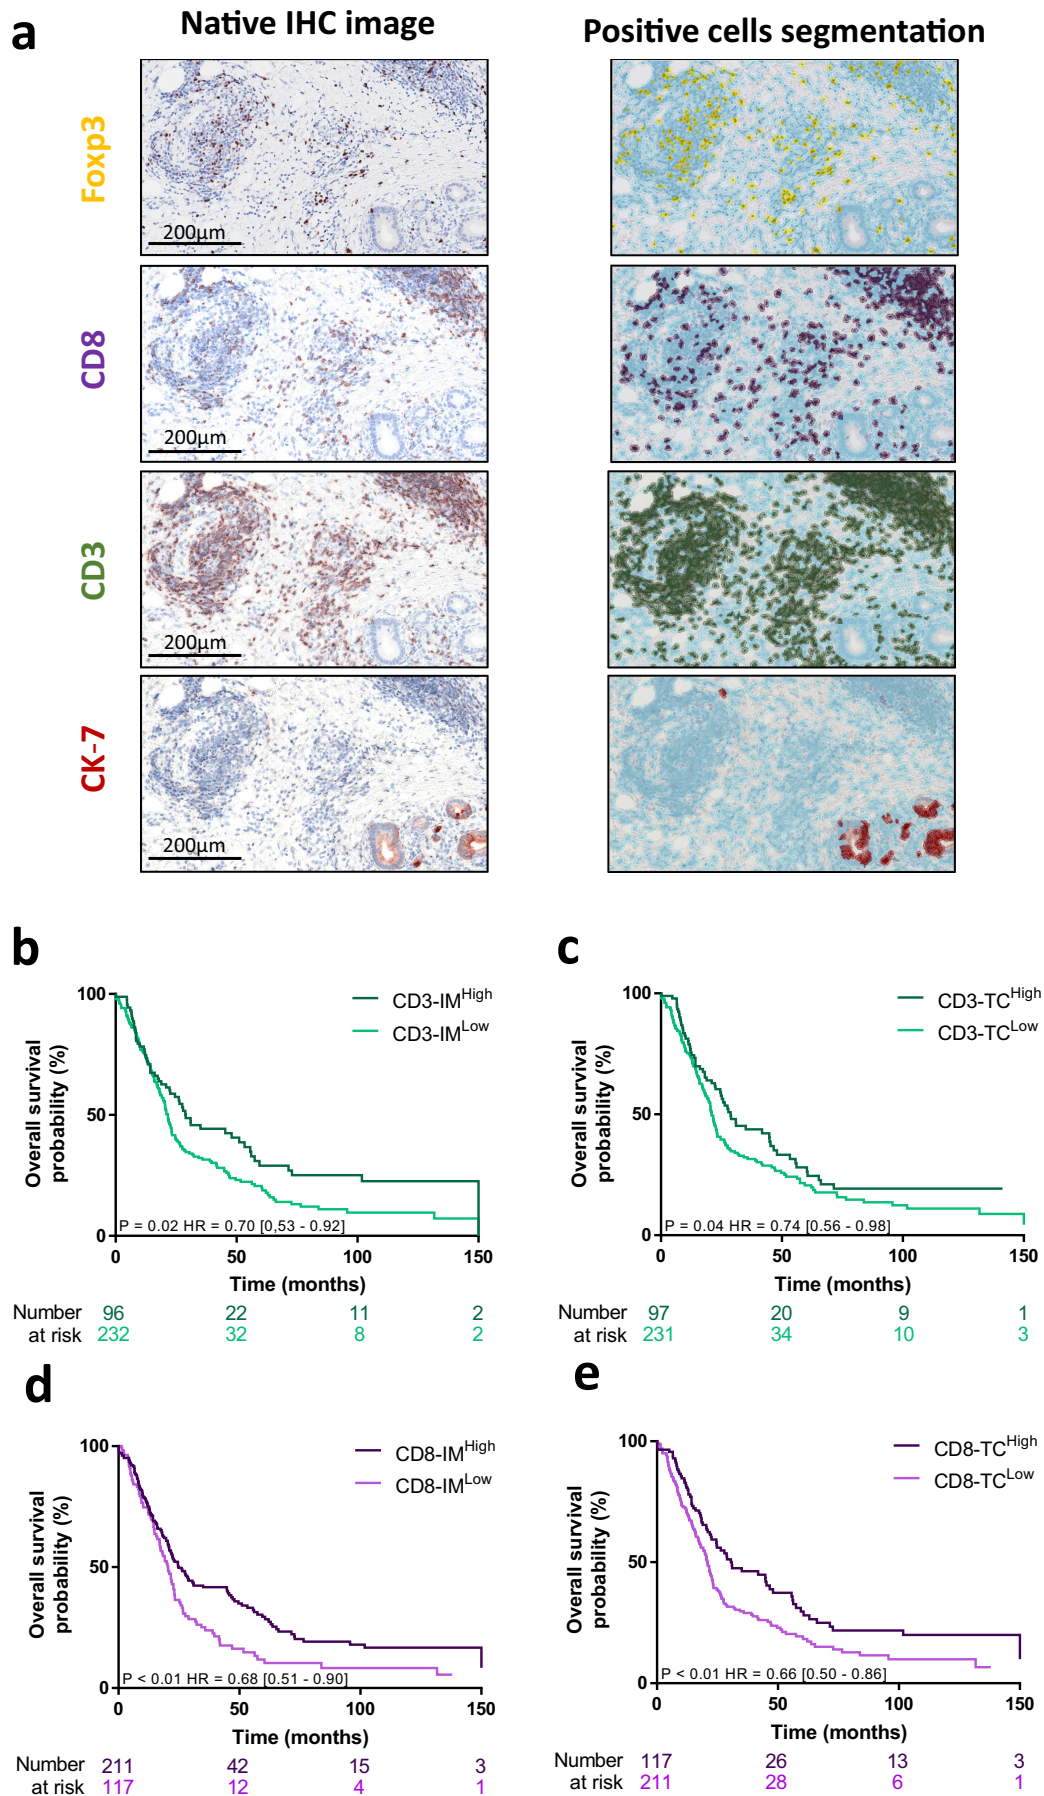 a
Native IHC image
Positive cells segmentation
Foxp3
200µm
CD8
200µm
CD3
200µm
CK-7
200µm
b
CD3-IMHigh
CD3-IMLow
Overall survival
probability (%)
100
50
0
P = 0.02 HR = 0.70 [0,53 - 0.92]
0 50 100 150
Time (months)
Number 96 22 11 2
at risk 232 32 8 2
c
CD3-TCHigh
CD3-TCLow
Overall survival
probability (%)
100
50
0
P = 0.04 HR = 0.74 [0.56 - 0.98]
0 50 100 150
Time (months)
Number 97 20 9 1
at risk 231 34 10 3
d
CD8-IMHigh
CD8-IMLow
Overall survival
probability (%)
100
50
0
P < 0.01 HR = 0.68 [0.51 - 0.90]
0 50 100 150
Time (months)
Number 211 42 15 3
at risk 117 12 4 1
e
CD8-TCHigh
CD8-TCLow
Overall survival
probability (%)
100
50
0
P < 0.01 HR = 0.66 [0.50 - 0.86]
0 50 100 150
Time (months)
Number 117 26 13 3
at risk 211 28 6 1